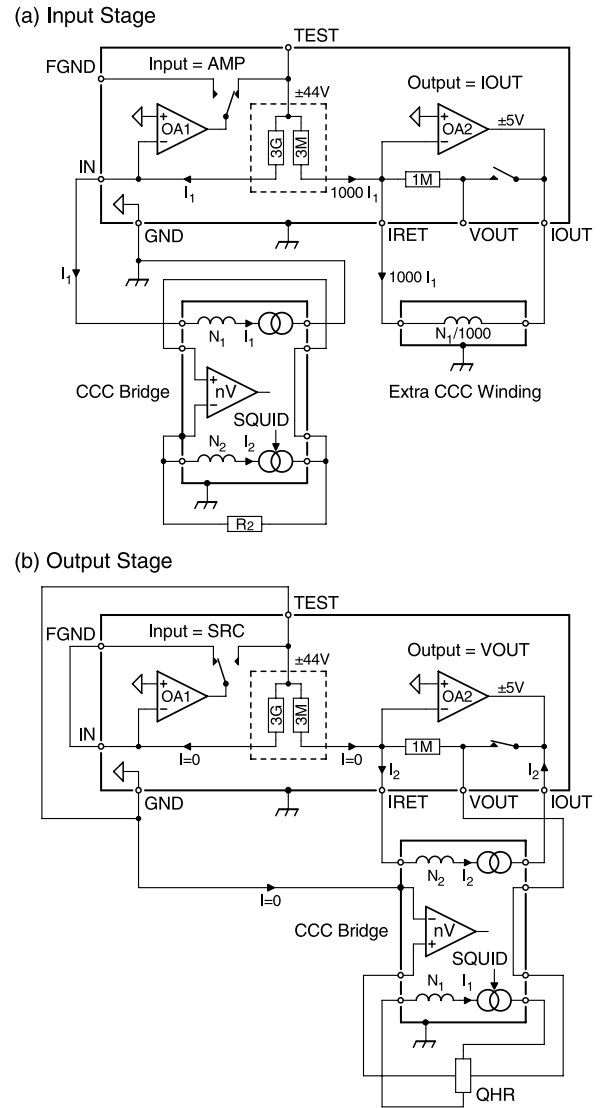 (a) Input Stage
TEST
FGND
Input = AMP
Output = IOUT
±44V
±5V
+
OA1
−
3G
3M
+
OA2
−
IN
I1
1000 I1
1M
GND
IRET
VOUT
IOUT
I1
1000 I1
N1
I1
N1/1000
CCC Bridge
+
nV
−
Extra CCC Winding
SQUID
N2
I2
R2
(b) Output Stage
TEST
FGND
Input = SRC
Output = VOUT
±44V
±5V
+
OA1
−
3G
3M
+
OA2
−
IN
I=0
I=0
1M
I2
I2
GND
IRET
VOUT
IOUT
I=0
N2
I2
CCC Bridge
−
nV
+
SQUID
N1
I1
QHR